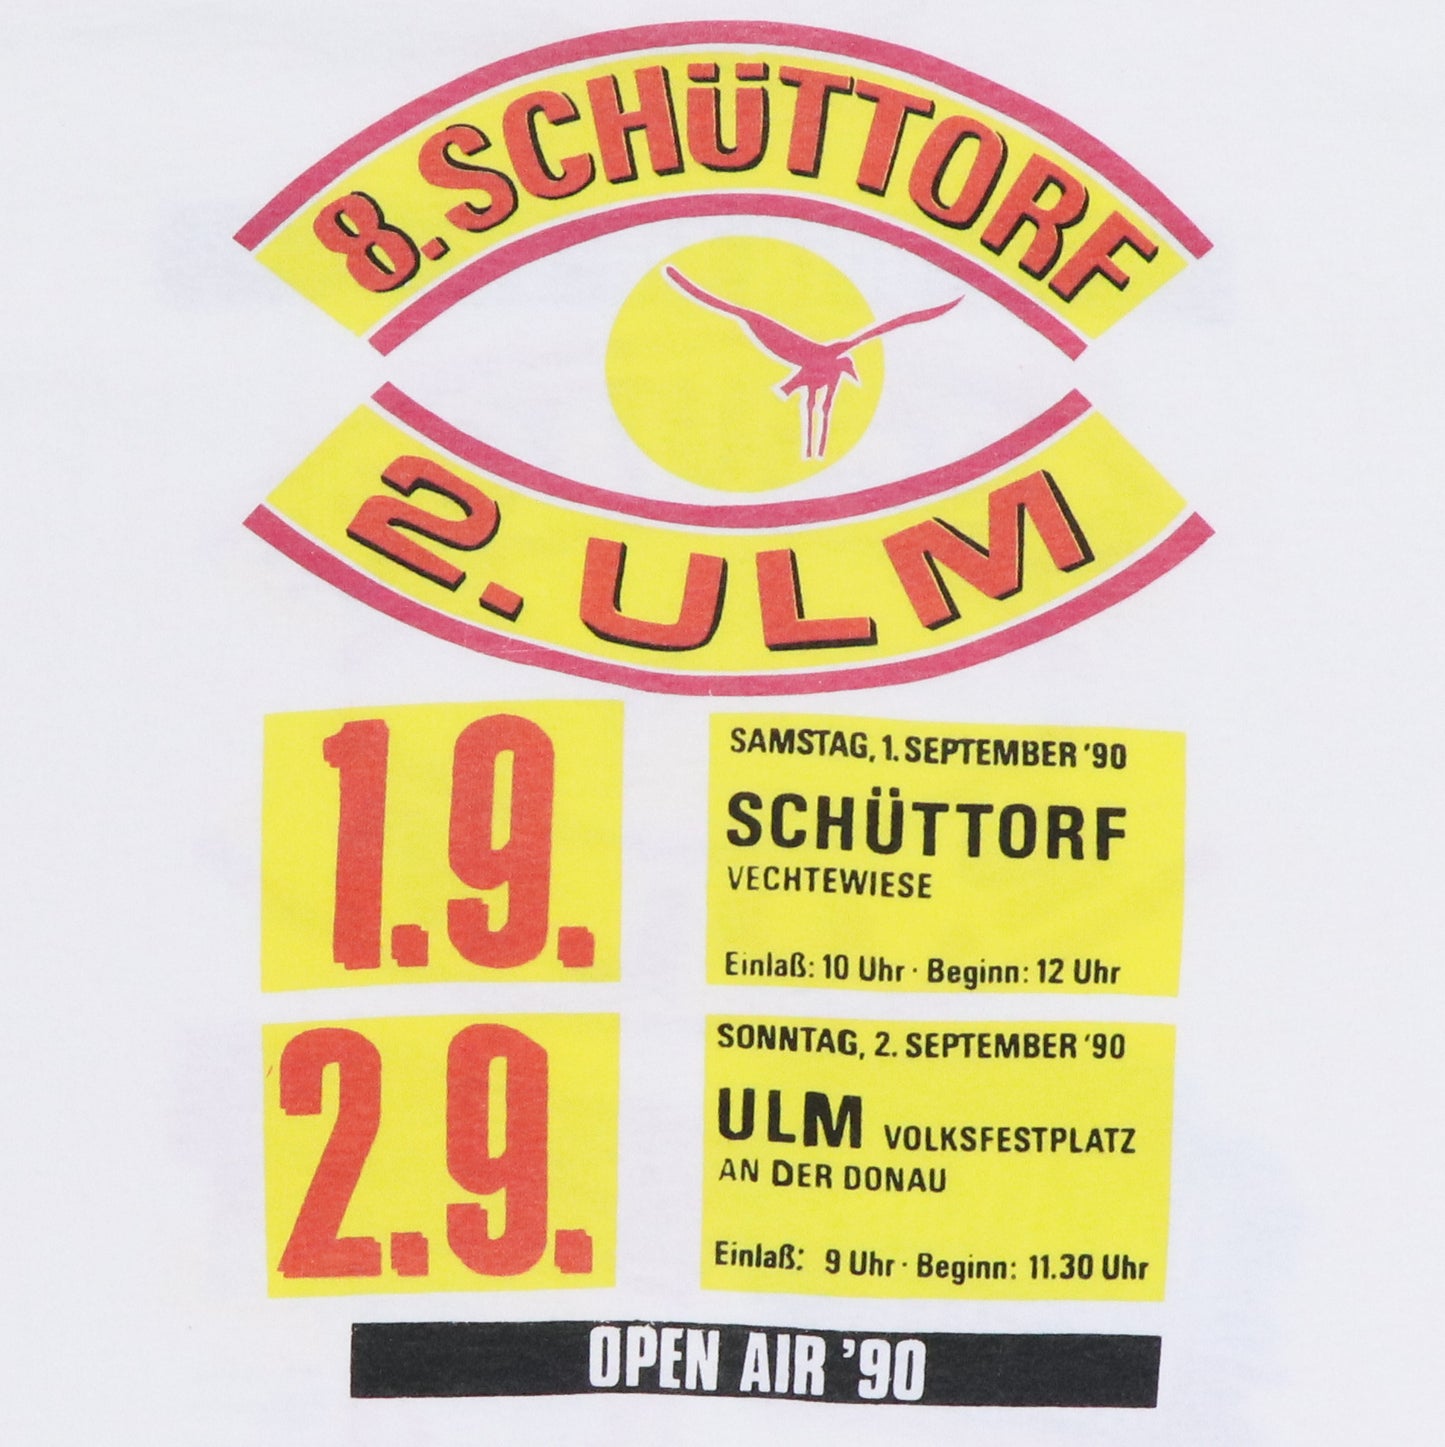 8. SCHÜTTORF
2. ULM
1.9.
SAMSTAG, 1. SEPTEMBER '90
SCHÜTTORF
VECHTEWIESE
Einlaß: 10 Uhr · Beginn: 12 Uhr
2.9.
SONNTAG, 2. SEPTEMBER '90
ULM VOLKSFESTPLATZ
AN DER DONAU
Einlaß: 9 Uhr · Beginn: 11.30 Uhr
OPEN AIR '90